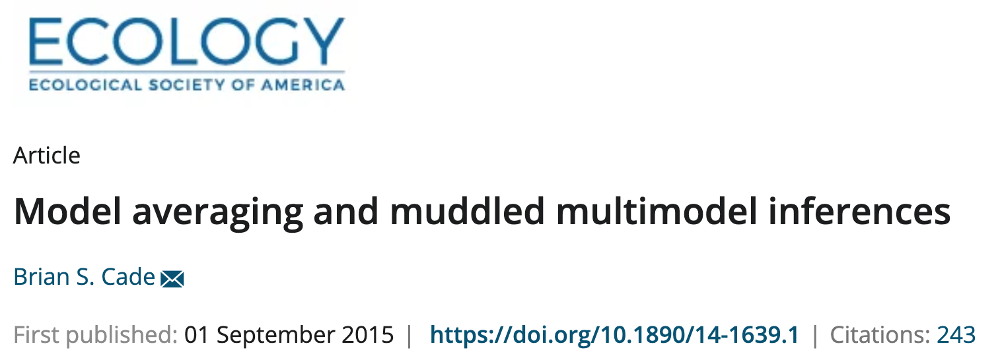 ECOLOGY
ECOLOGICAL SOCIETY OF AMERICA
Article
Model averaging and muddled multimodel inferences
Brian S. Cade
First published: 01 September 2015 | https://doi.org/10.1890/14-1639.1 | Citations: 243